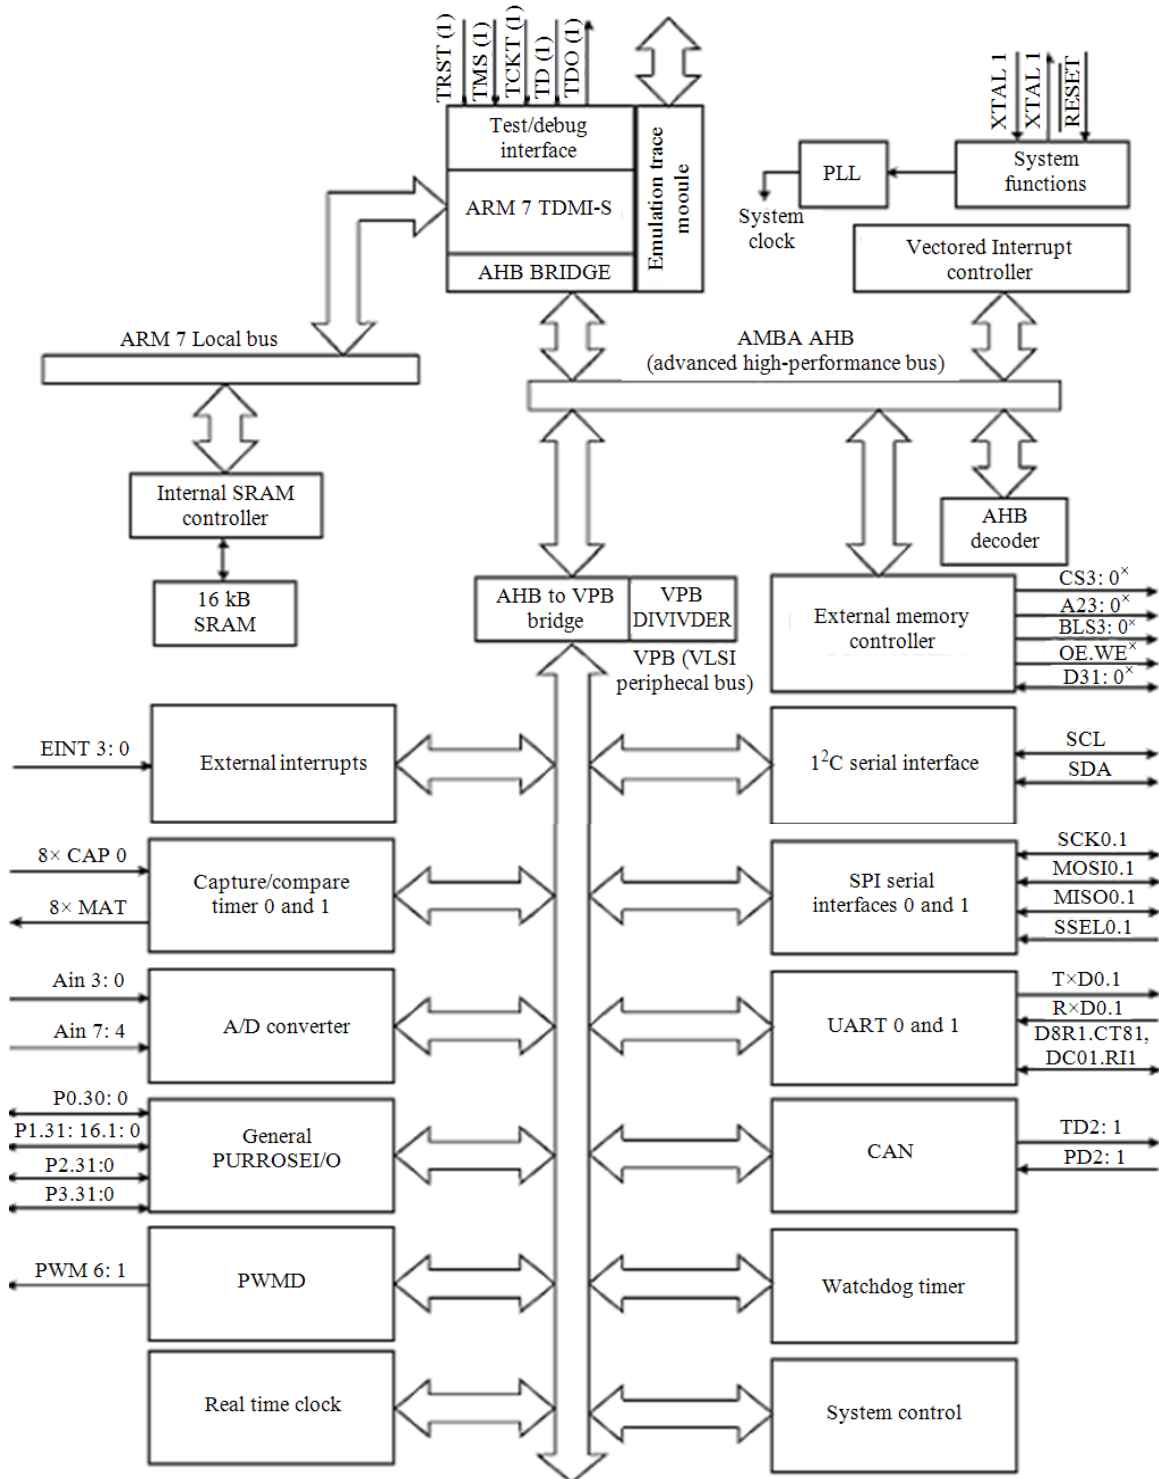 TRST (1)
TMS (1)
TCKT (1)
TD (1)
TDO (1)
XTAL 1
XTAL 1
RESET
Test/debug
interface
ARM 7 TDMI-S
AHB BRIDGE
Emulation trace
mooule
PLL
System
functions
System
clock
Vectored Interrupt
controller
ARM 7 Local bus
AMBA AHB
(advanced high-performance bus)
Internal SRAM
controller
16 kB
SRAM
AHB
decoder
AHB to VPB
bridge
VPB
DIVIVDER
VPB (VLSI
periphecal bus)
External memory
controller
CS3: 0×
A23: 0×
BLS3: 0×
OE.WE×
D31: 0×
EINT 3: 0
External interrupts
1²C serial interface
SCL
SDA
8× CAP 0
8× MAT
Capture/compare
timer 0 and 1
SPI serial
interfaces 0 and 1
SCK0.1
MOSI0.1
MISO0.1
SSEL0.1
Ain 3: 0
Ain 7: 4
A/D converter
UART 0 and 1
T×D0.1
R×D0.1
D8R1.CT81,
DC01.RI1
P0.30: 0
P1.31: 16.1: 0
P2.31:0
P3.31:0
General
PURROSEI/O
CAN
TD2: 1
PD2: 1
PWM 6: 1
PWMD
Watchdog timer
Real time clock
System control